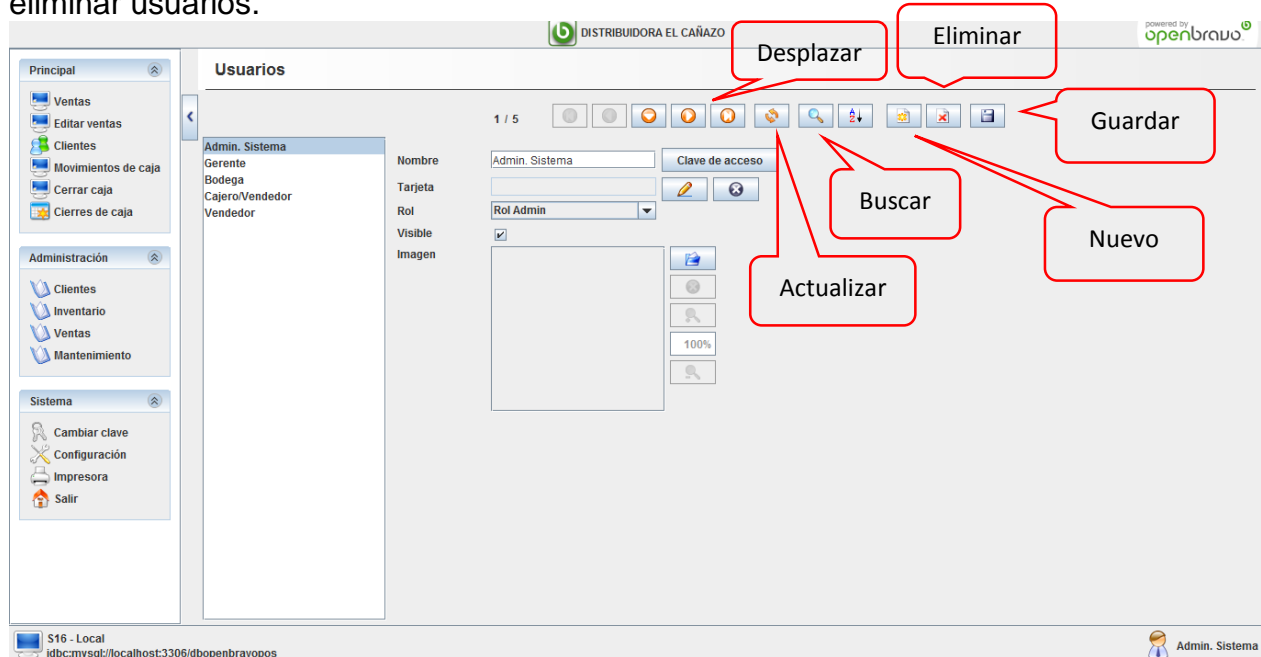 eliminar usuarios.
DISTRIBUIDORA EL CAÑAZO
powered by
openbravo.
Desplazar
Eliminar
Guardar
Buscar
Nuevo
Actualizar
Principal
Ventas
Editar ventas
Clientes
Movimientos de caja
Cerrar caja
Cierres de caja
Administración
Clientes
Inventario
Ventas
Mantenimiento
Sistema
Cambiar clave
Configuración
Impresora
Salir
Usuarios
1 / 5
Admin. Sistema
Gerente
Bodega
Cajero/Vendedor
Vendedor
Nombre
Admin. Sistema
Clave de acceso
Tarjeta
Rol
Rol Admin
Visible
Imagen
100%
S16 - Local
jdbc:mysql://localhost:3306/dbopenbravopos
Admin. Sistema